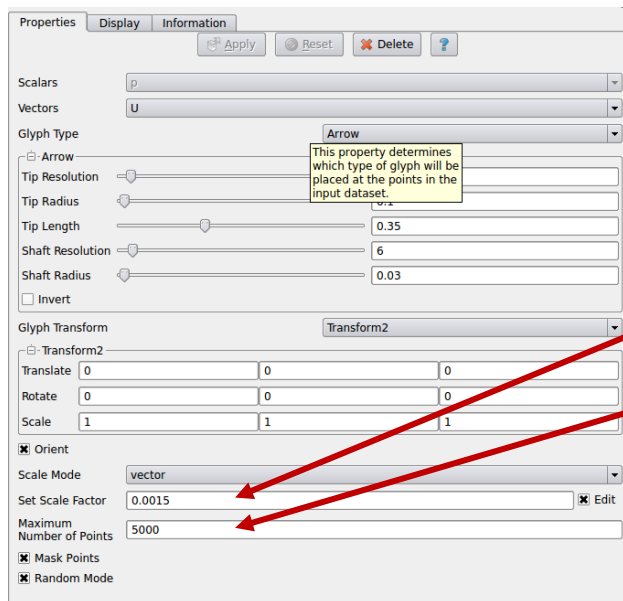 Properties Display Information
Apply Reset Delete ?
Scalars p
Vectors U
Glyph Type Arrow
This property determines
which type of glyph will be
placed at the points in the
input dataset.
Arrow
Tip Resolution
Tip Radius
Tip Length 0.35
Shaft Resolution 6
Shaft Radius 0.03
Invert
Glyph Transform Transform2
Transform2
Translate 0 0 0
Rotate 0 0 0
Scale 1 1 1
Orient
Scale Mode vector
Set Scale Factor 0.0015 Edit
Maximum
Number of Points 5000
Mask Points
Random Mode